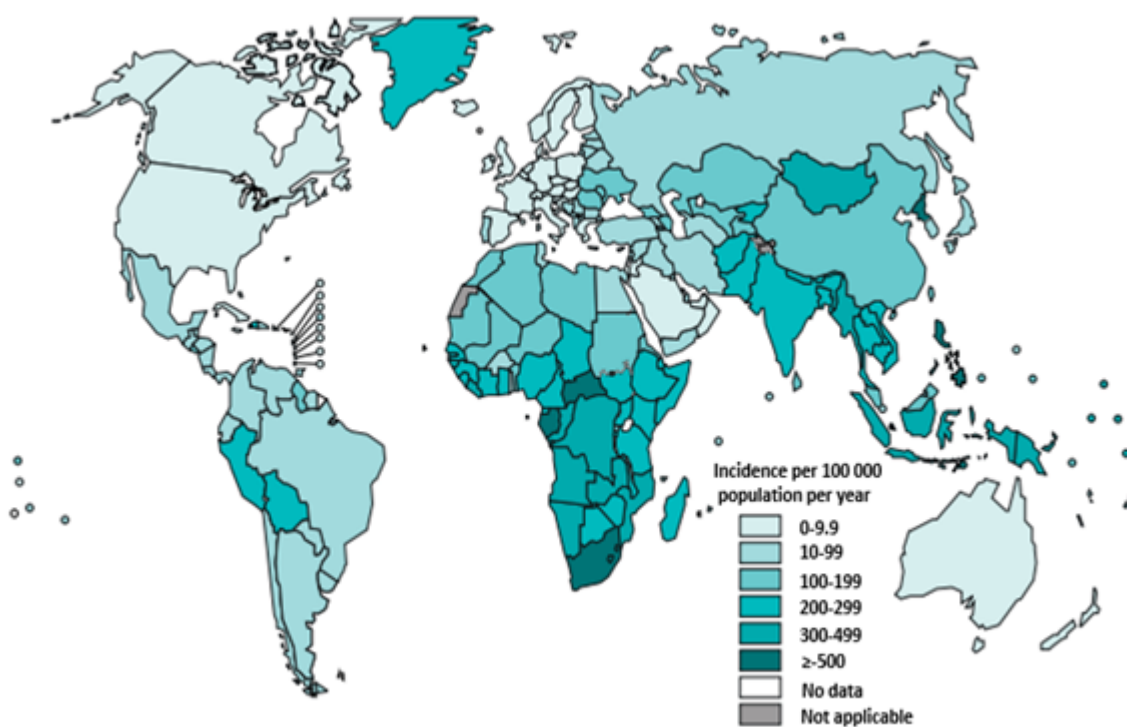 Incidence per 100 000
population per year
0-9.9
10-99
100-199
200-299
300-499
≥-500
No data
Not applicable